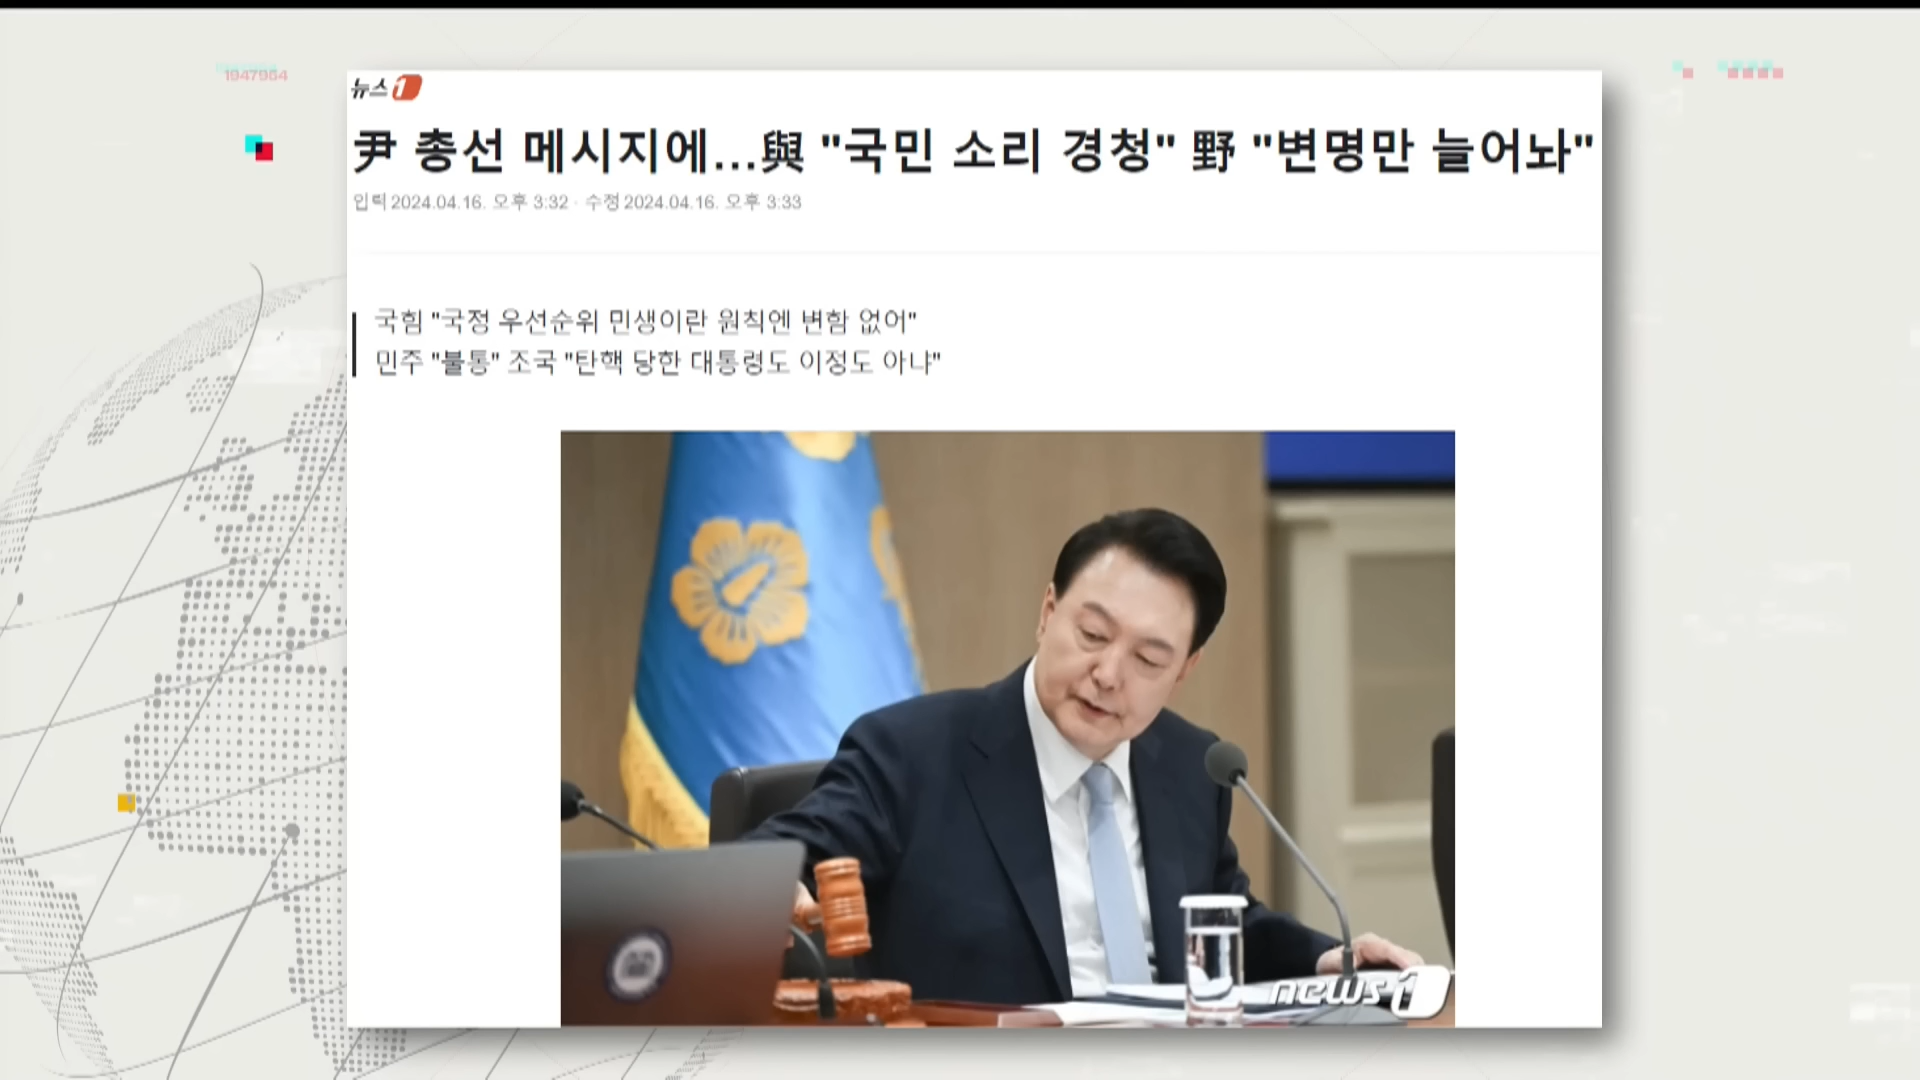 1947964
뉴스1
尹 총선 메시지에…與 "국민 소리 경청" 野 "변명만 늘어놔"
입력 2024.04.16. 오후 3:32 · 수정 2024.04.16. 오후 3:33
국힘 "국정 우선순위 민생이란 원칙엔 변함 없어"
민주 "불통" 조국 "탄핵 당한 대통령도 이정도 아냐"
news1